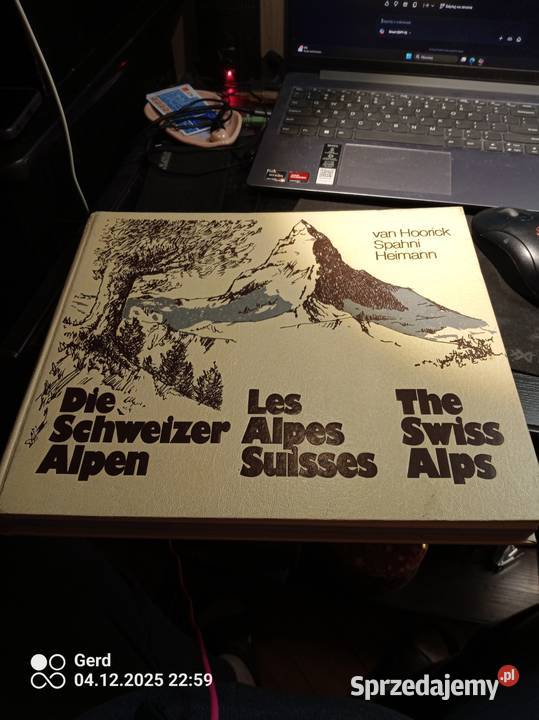 van Hoorick
Spahni
Heimann
Die
Schweizer
Alpen
Les
Alpes
Suisses
The
Swiss
Alps
Gerd
04.12.2025 22:59
Sprzedajemy.pl